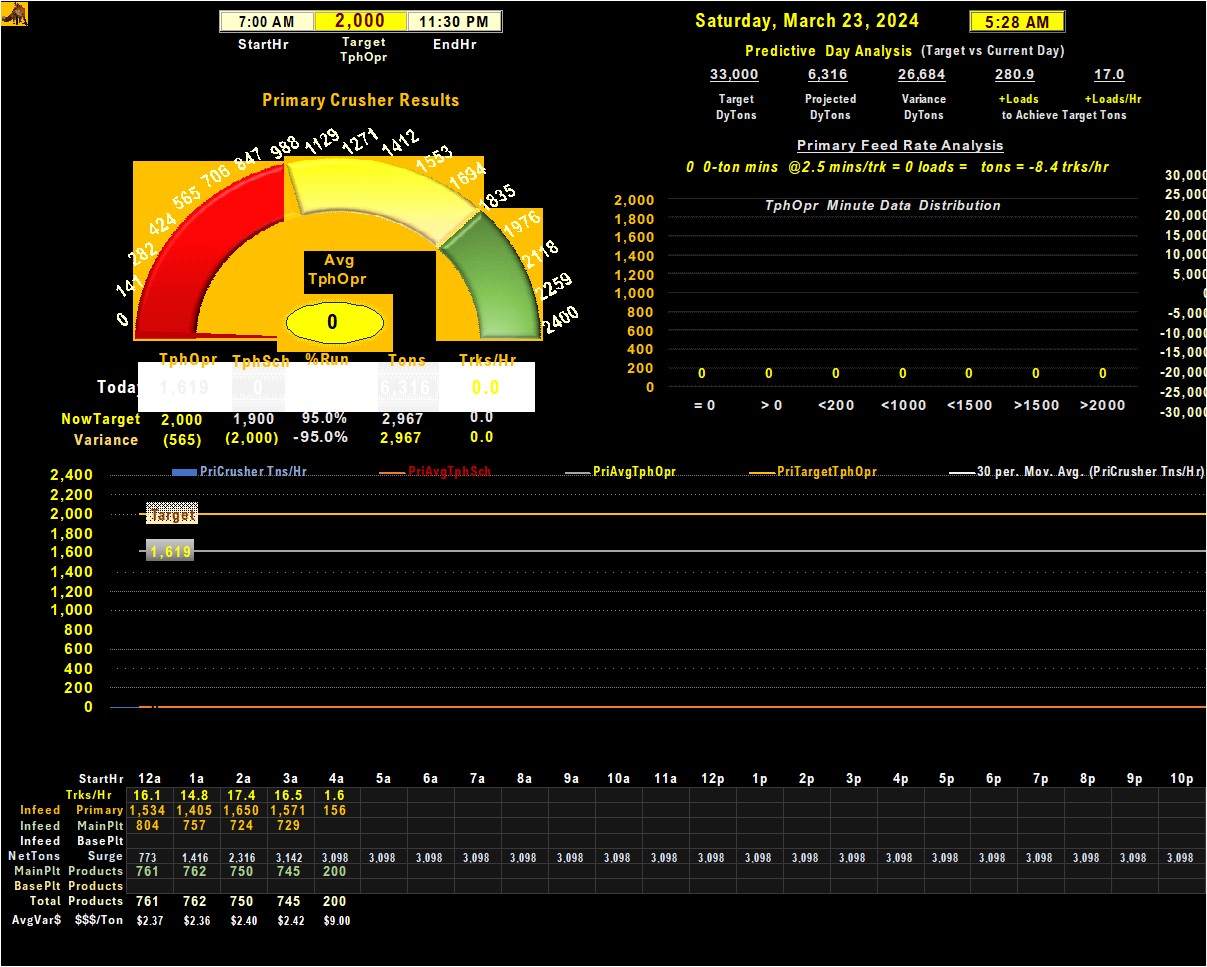 7:00 AM 2,000 11:30 PM
StartHr Target TphOpr EndHr
Saturday, March 23, 2024 5:28 AM
Predictive Day Analysis (Target vs Current Day)
33,000 6,316 26,684 280.9 17.0
Target Projected Variance +Loads +Loads/Hr
DyTons DyTons DyTons to Achieve Target Tons
Primary Crusher Results
0 141 282 424 565 706 847 988 1129 1271 1412 1553 1694 1835 1976 2118 2259 2400
Avg
TphOpr
0
Primary Feed Rate Analysis
0 0-ton mins @2.5 mins/trk = 0 loads = tons = -8.4 trks/hr
TphOpr Minute Data Distribution
2,000
1,800
1,600
1,400
1,200
1,000
800
600
400
200
0
0 0 0 0 0 0 0
= 0 > 0 <200 <1000 <1500 >1500 >2000
30,000
25,000
20,000
15,000
10,000
5,000
0
-5,000
-10,000
-15,000
-20,000
-25,000
-30,000
TphOpr TphSch %Run Tons Trks/Hr
Today 1,619 0 6,316 0.0
NowTarget 2,000 1,900 95.0% 2,967 0.0
Variance (565) (2,000) -95.0% 2,967 0.0
PriCrusher Tns/Hr PriAvgTphSch PriAvgTphOpr PriTargetTphOpr 30 per. Mov. Avg. (PriCrusher Tns/Hr)
2,400
2,200
2,000
1,800
1,600
1,400
1,200
1,000
800
600
400
200
0
Target
1,619
StartHr 12a 1a 2a 3a 4a 5a 6a 7a 8a 9a 10a 11a 12p 1p 2p 3p 4p 5p 6p 7p 8p 9p 10p
Trks/Hr 16.1 14.8 17.4 16.5 1.6
Infeed Primary 1,534 1,405 1,650 1,571 156
Infeed MainPlt 804 757 724 729
Infeed BasePlt
NetTons Surge 773 1,416 2,316 3,142 3,098 3,098 3,098 3,098 3,098 3,098 3,098 3,098 3,098 3,098 3,098 3,098 3,098 3,098 3,098 3,098 3,098 3,098 3,098
MainPlt Products 761 762 750 745 200
BasePlt Products
Total Products 761 762 750 745 200
AvgVar$ $$$/Ton $2.37 $2.36 $2.40 $2.42 $9.00